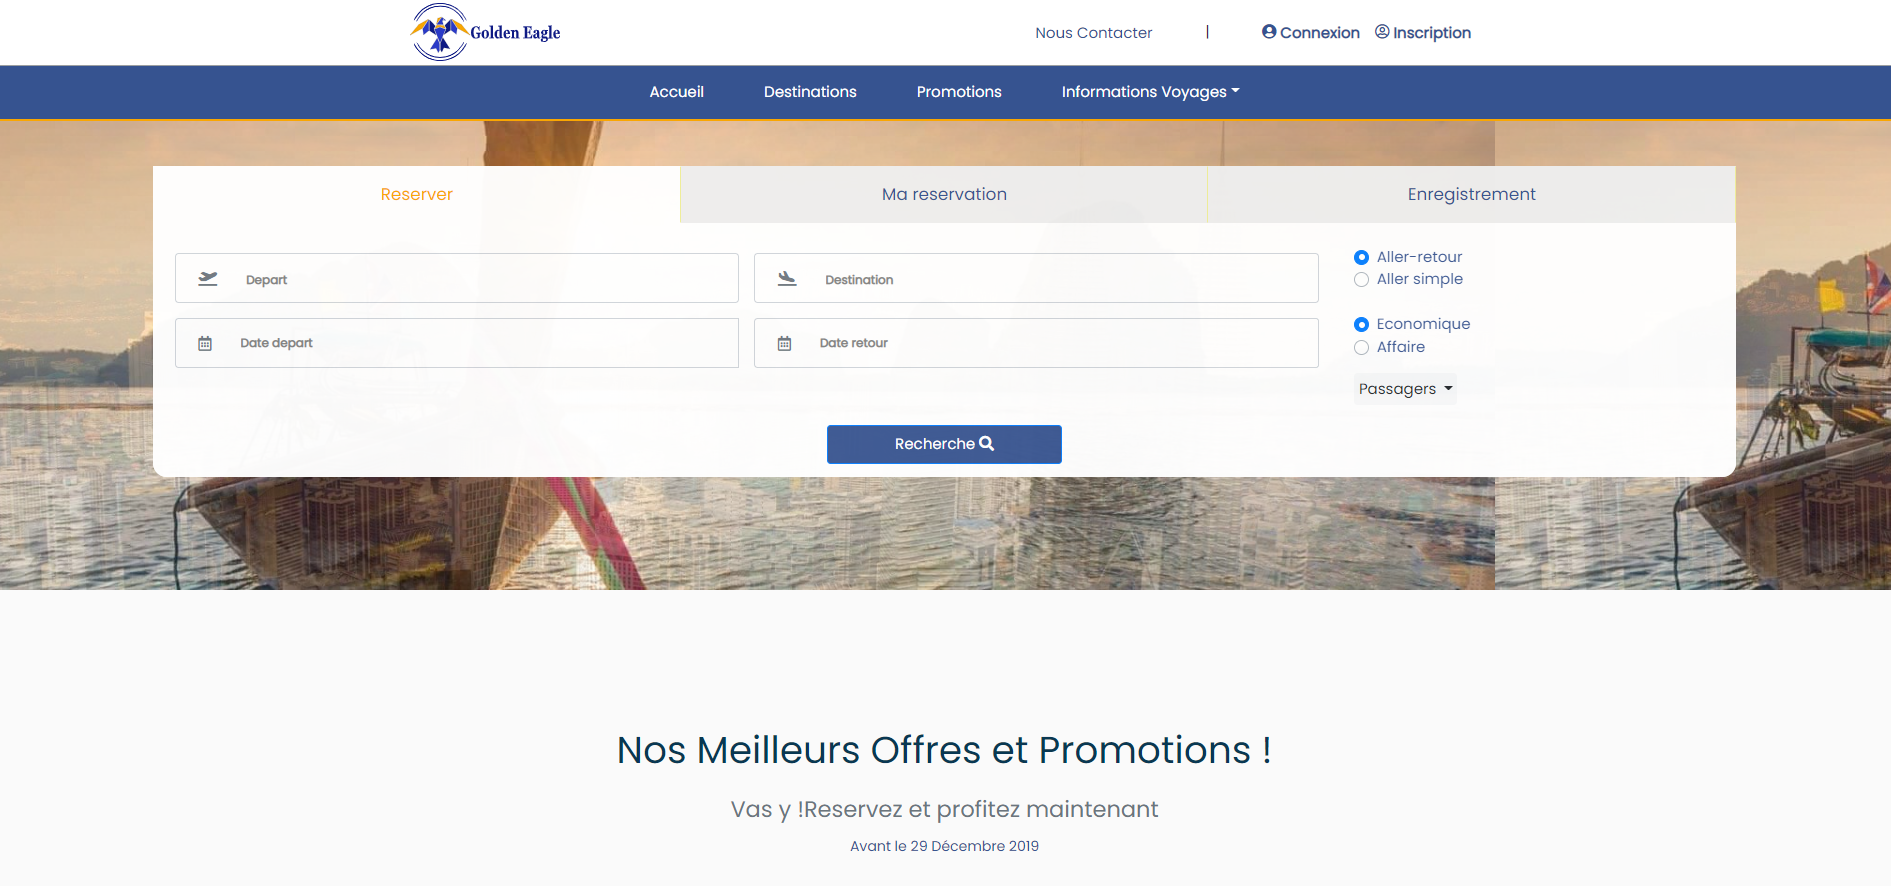 Golden Eagle
Nous Contacter | Connexion Inscription
Accueil Destinations Promotions Informations Voyages
Reserver Ma reservation Enregistrement
Depart Destination
Date depart Date retour
Aller-retour
Aller simple
Economique
Affaire
Passagers
Recherche
Nos Meilleurs Offres et Promotions !
Vas y !Reservez et profitez maintenant
Avant le 29 Décembre 2019